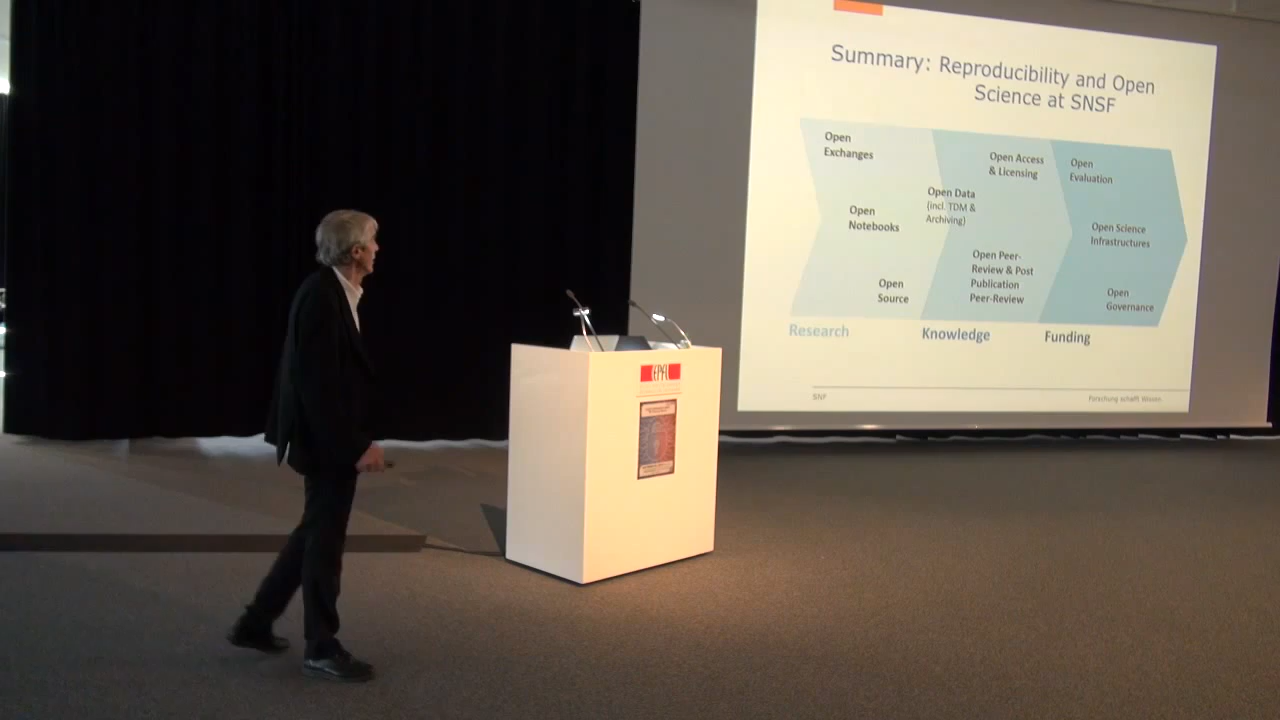 Summary: Reproducibility and Open
Science at SNSF
Open
Exchanges
Open
Notebooks
Open
Source
Open Data
(incl. TDM &
Archiving)
Open Access
& Licensing
Open Peer-
Review & Post
Publication
Peer-Review
Open
Evaluation
Open Science
Infrastructures
Open
Governance
Research
Knowledge
Funding
SNF
Forschung schafft Wissen
EPFL